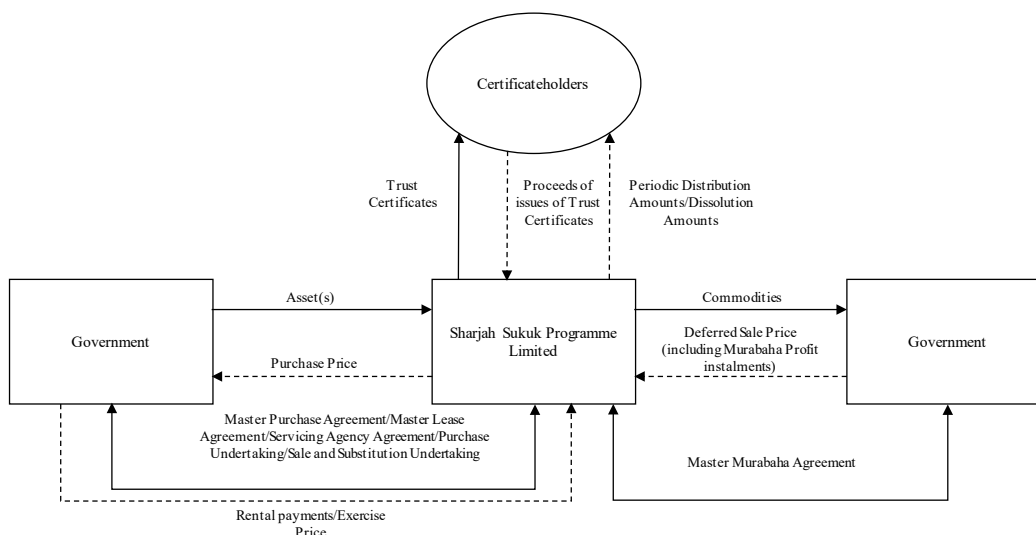 Certificateholders
Trust
Certificates
Proceeds of
issues of Trust
Certificates
Periodic Distribution
Amounts/Dissolution
Amounts
Government
Asset(s)
Purchase Price
Sharjah Sukuk Programme
Limited
Commodities
Deferred Sale Price
(including Murabaha Profit
instalments)
Government
Master Purchase Agreement/Master Lease
Agreement/Servicing Agency Agreement/Purchase
Undertaking/Sale and Substitution Undertaking
Master Murabaha Agreement
Rental payments/Exercise
Price